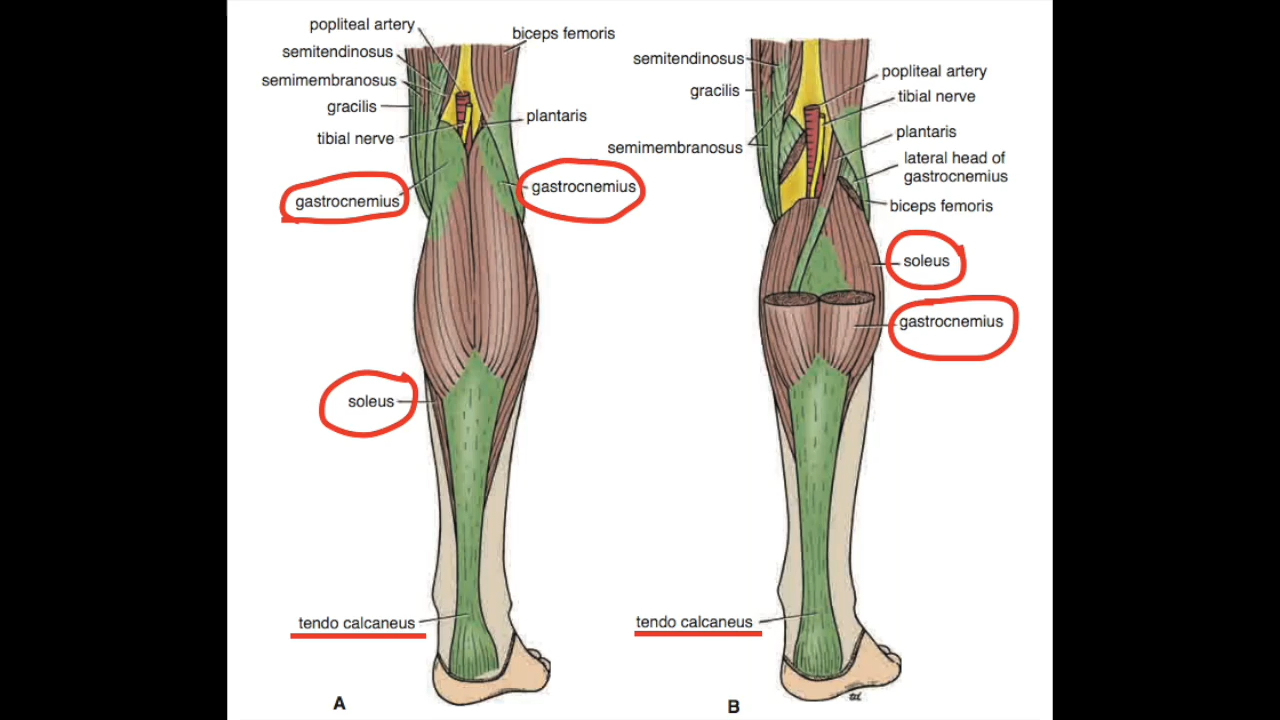 popliteal artery
semitendinosus
semimembranosus
gracilis
tibial nerve
gastrocnemius
biceps femoris
plantaris
gastrocnemius
soleus
tendo calcaneus
A
semitendinosus
gracilis
semimembranosus
popliteal artery
tibial nerve
plantaris
lateral head of
gastrocnemius
biceps femoris
soleus
gastrocnemius
tendo calcaneus
B